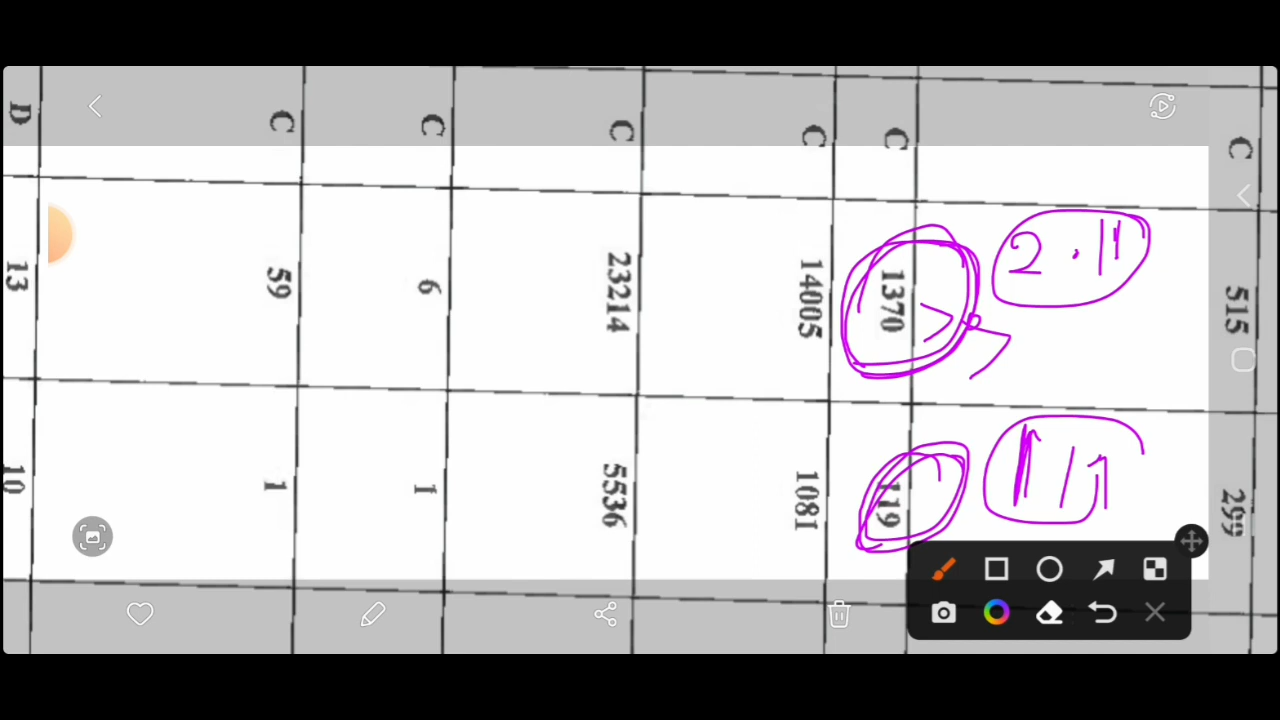 C 515 299
2.11
C 1370 119
C 14005 1081
C 23214 5536
C 6 1
C 59 1
D 13 10